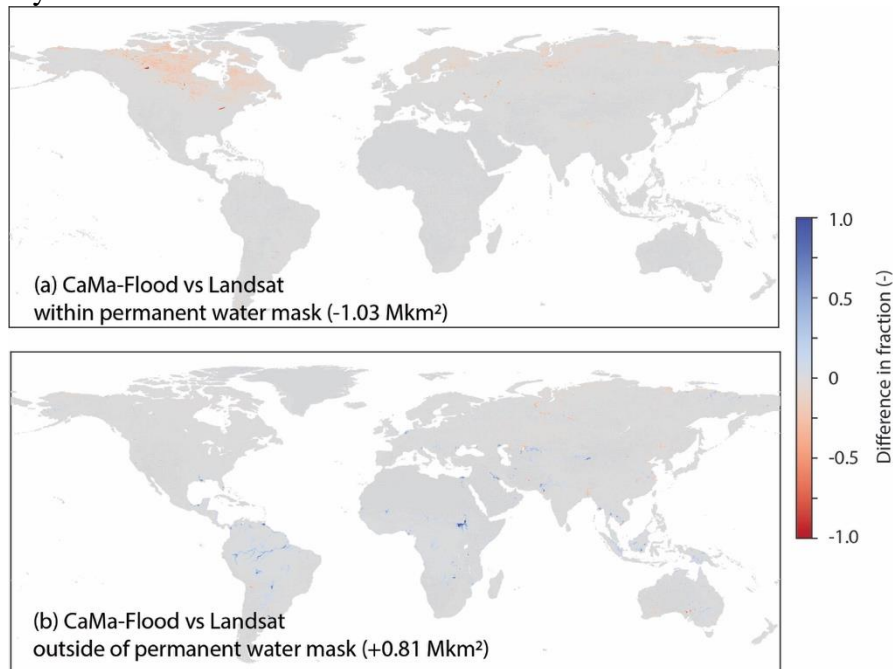 (a) CaMa-Flood vs Landsat
within permanent water mask (-1.03 Mkm²)
1.0
0.5
0
-0.5
-1.0
Difference in fraction (-)
(b) CaMa-Flood vs Landsat
outside of permanent water mask (+0.81 Mkm²)